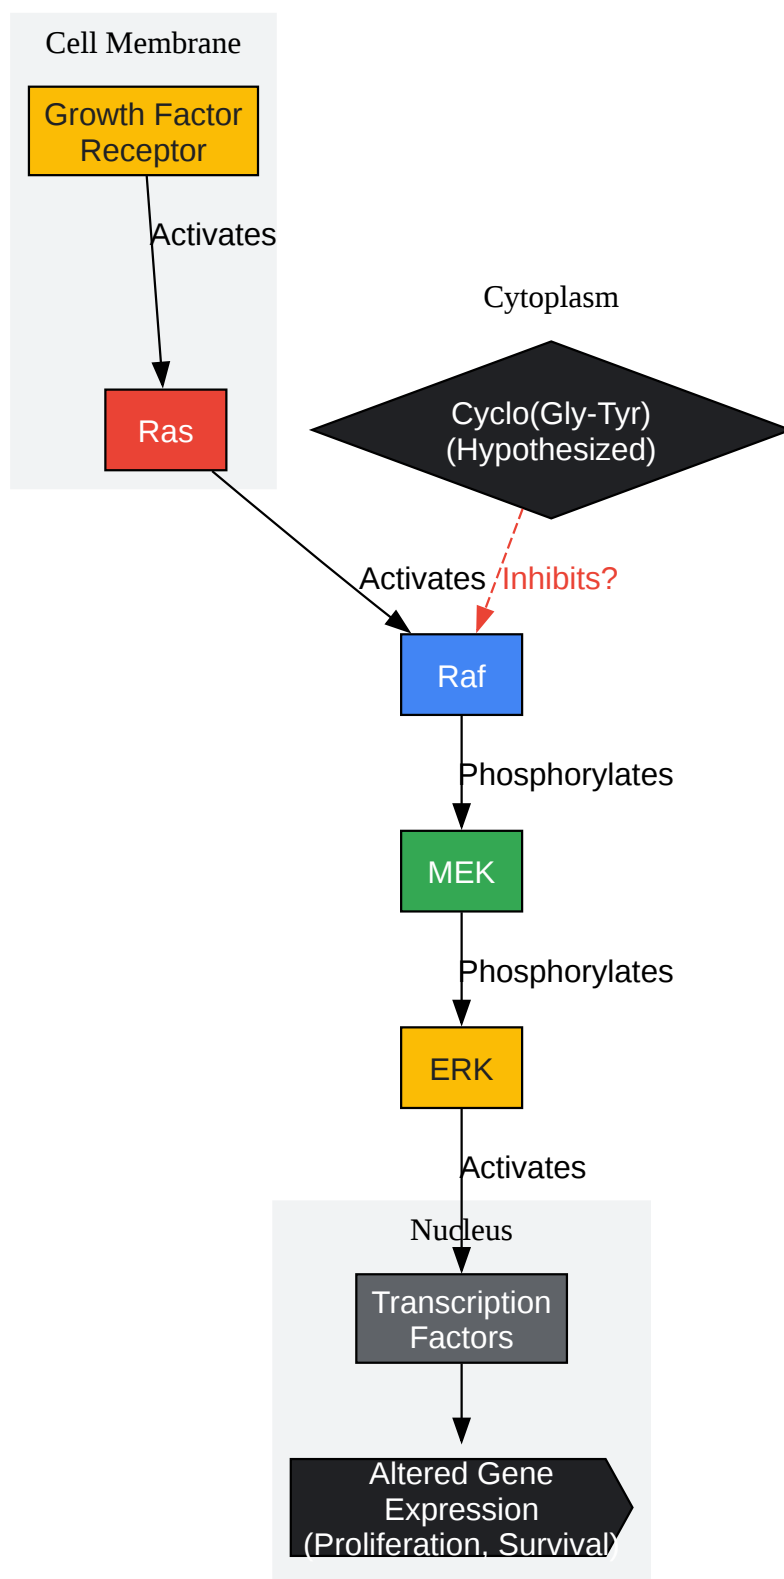 Cell Membrane
Growth Factor
Receptor
Activates
Cytoplasm
Ras
Cyclo(Gly-Tyr)
(Hypothesized)
Activates
Inhibits?
Raf
Phosphorylates
MEK
Phosphorylates
ERK
Activates
Nucleus
Transcription
Factors
Altered Gene
Expression
(Proliferation, Survival)